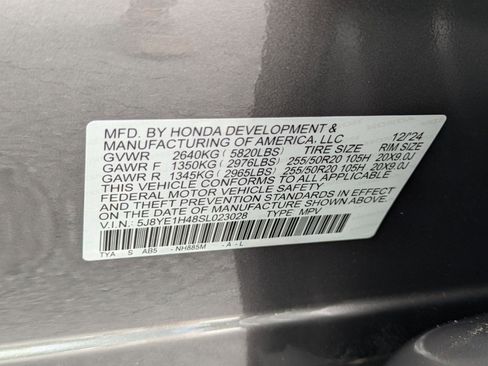 MFD. BY HONDA DEVELOPMENT &
MANUFACTURING OF AMERICA, LLC 12/24
GVWR 2640KG ( 5820LBS) TIRE SIZE RIM SIZE
GAWR F 1350KG ( 2976LBS) 255/50R20 105H 20X9.0J
GAWR R 1345KG ( 2965LBS) 255/50R20 105H 20X9.0J
THIS VEHICLE CONFORMS TO ALL APPLICABLE
FEDERAL MOTOR VEHICLE SAFETY
AND THEFT PREVENTION STANDARDS IN EFFECT
ON THE DATE OF MANUFACTURE SHOWN ABOVE.
V.I.N.: 5J8YE1H48SL023028 TYPE MPV
TYA S AB5 - NH885M - A - L